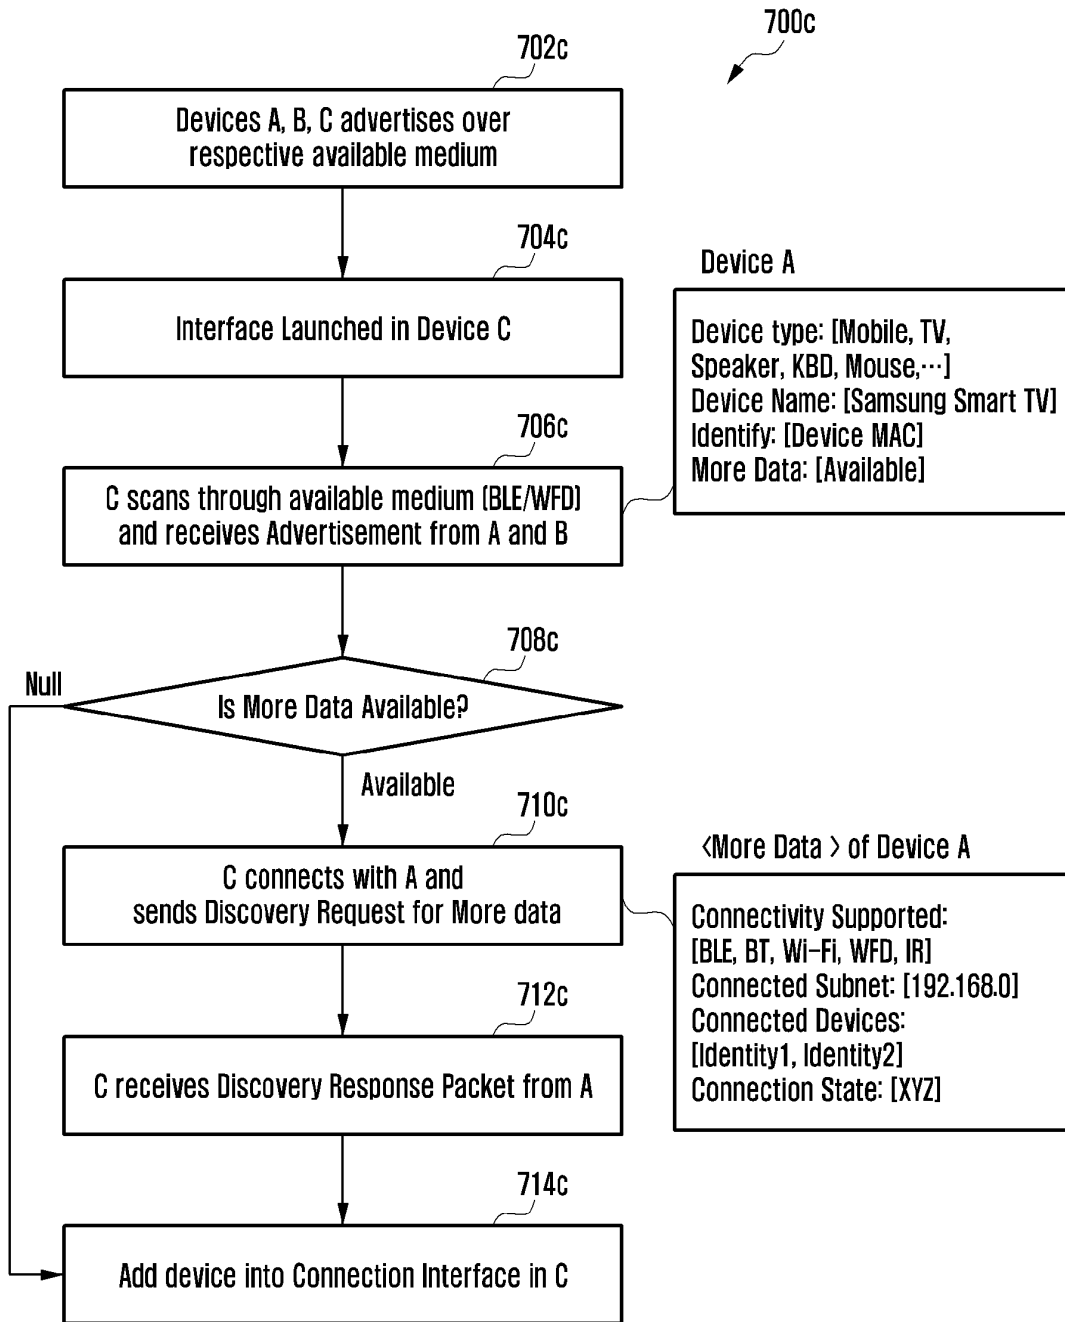 700c
702c
Devices A, B, C advertises over
respective available medium
704c
Interface Launched in Device C
Device A
Device type: [Mobile, TV,
Speaker, KBD, Mouse,⋯]
Device Name: [Samsung Smart TV]
Identify: [Device MAC]
More Data: [Available]
706c
C scans through available medium (BLE/WFD)
and receives Advertisement from A and B
708c
Null
Is More Data Available?
Available
710c
C connects with A and
sends Discovery Request for More data
<More Data > of Device A
Connectivity Supported:
[BLE, BT, Wi-Fi, WFD, IR]
Connected Subnet: [192.168.0]
Connected Devices:
[Identity1, Identity2]
Connection State: [XYZ]
712c
C receives Discovery Response Packet from A
714c
Add device into Connection Interface in C